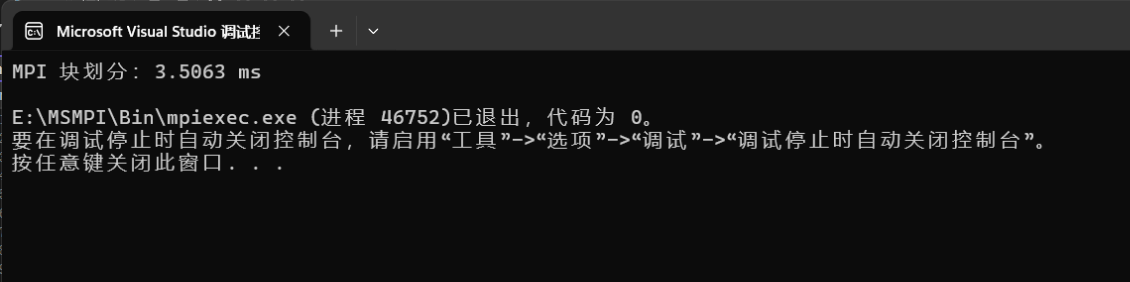 Microsoft Visual Studio 调试控
MPI 块划分：3.5063 ms
E:\MSMPI\Bin\mpiexec.exe (进程 46752)已退出，代码为 0。
要在调试停止时自动关闭控制台，请启用“工具”->“选项”->“调试”->“调试停止时自动关闭控制台”。
按任意键关闭此窗口. . .